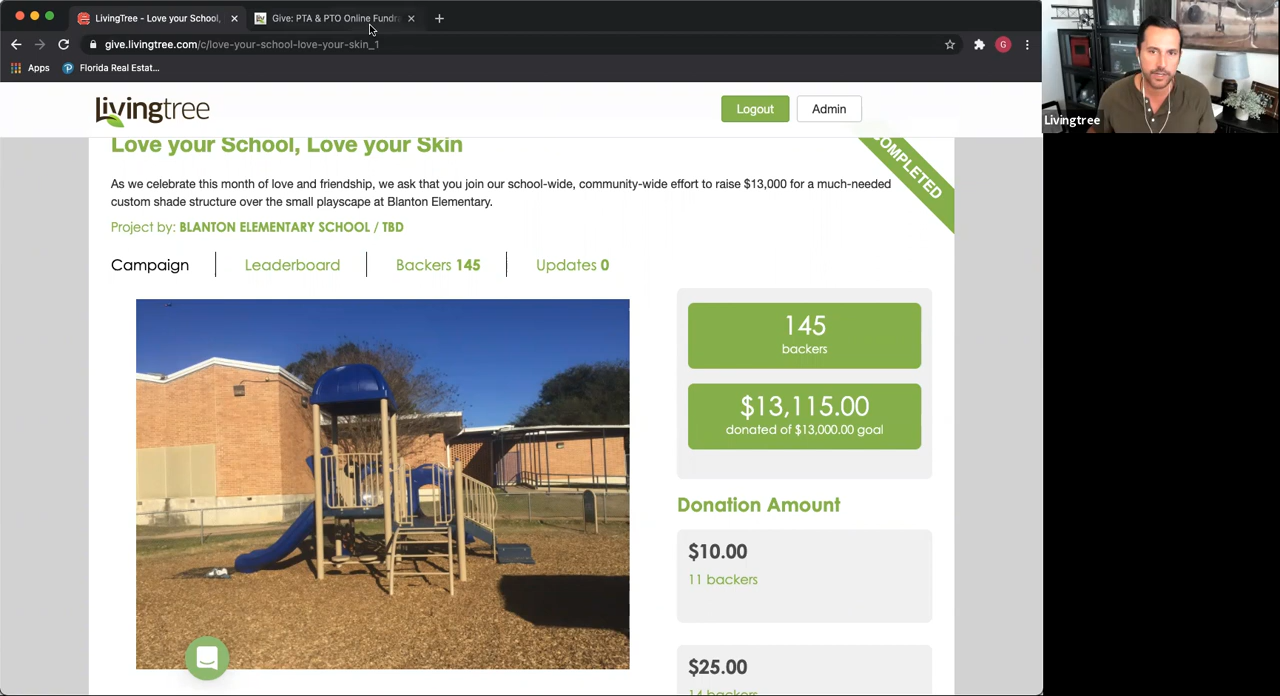 LivingTree - Love your School,
Give: PTA & PTO Online Fundra
give.livingtree.com/c/love-your-school-love-your-skin_1
G
Apps
Florida Real Estat...
livingtree
Logout
Admin
Livingtree
Love your School, Love your Skin
COMPLETED
As we celebrate this month of love and friendship, we ask that you join our school-wide, community-wide effort to raise $13,000 for a much-needed
custom shade structure over the small playscape at Blanton Elementary.
Project by: BLANTON ELEMENTARY SCHOOL / TBD
Campaign
Leaderboard
Backers 145
Updates 0
145
backers
$13,115.00
donated of $13,000.00 goal
Donation Amount
$10.00
11 backers
$25.00
14 backers